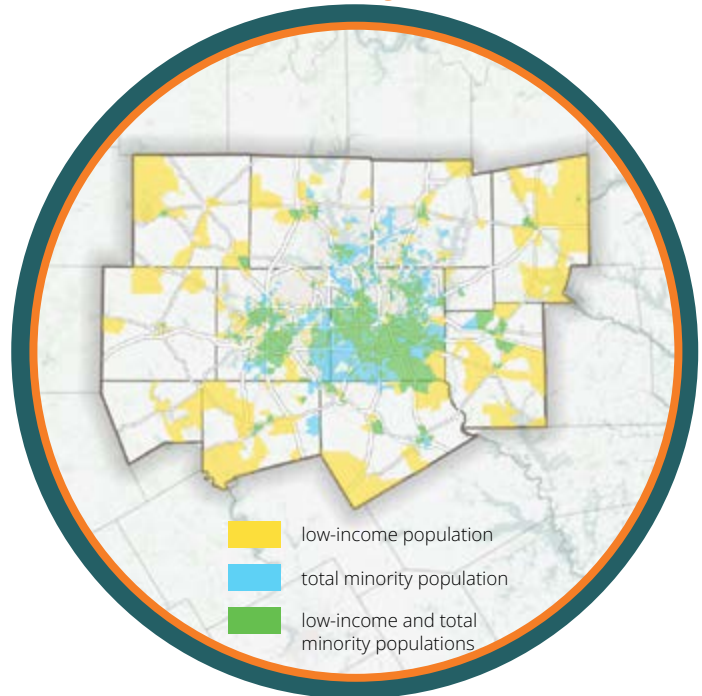 low-income population
total minority population
low-income and total
minority populations